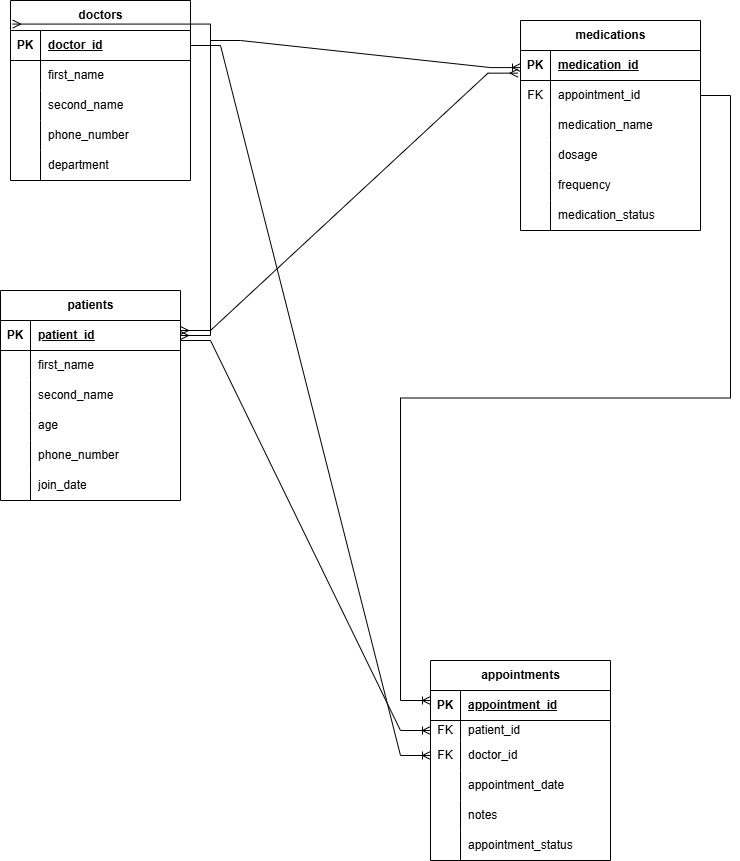 doctors
PK doctor_id
first_name
second_name
phone_number
department
medications
PK medication_id
FK appointment_id
medication_name
dosage
frequency
medication_status
patients
PK patient_id
first_name
second_name
age
phone_number
join_date
appointments
PK appointment_id
FK patient_id
FK doctor_id
appointment_date
notes
appointment_status